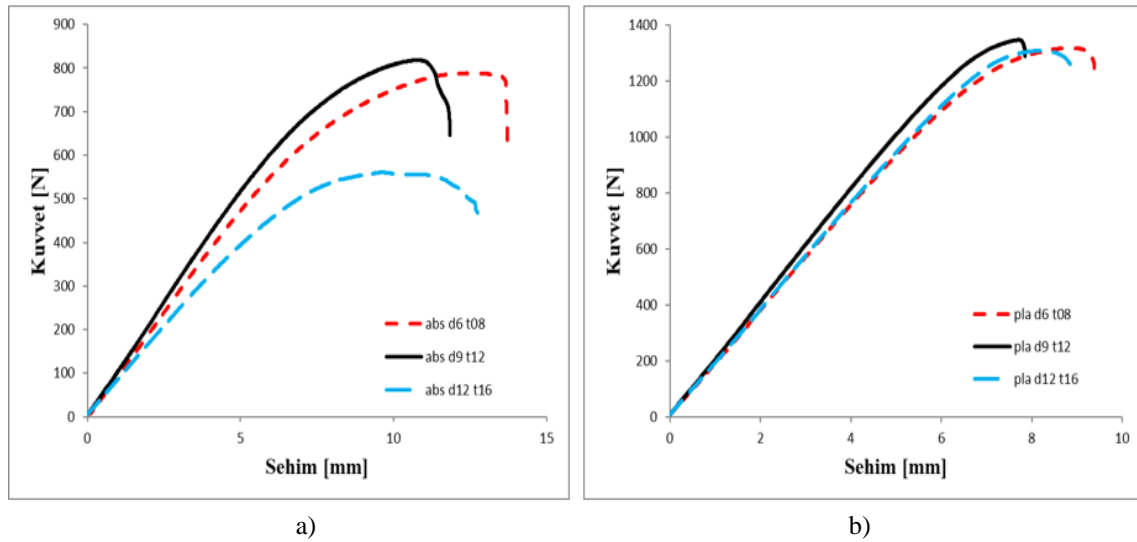 900
800
700
600
500
400
300
200
100
0
Kuvvet [N]
abs d6 t08
abs d9 t12
abs d12 t16
0 5 10 15
Sehim [mm]
a)
1400
1200
1000
800
600
400
200
0
Kuvvet [N]
pla d6 t08
pla d9 t12
pla d12 t16
0 2 4 6 8 10
Sehim [mm]
b)